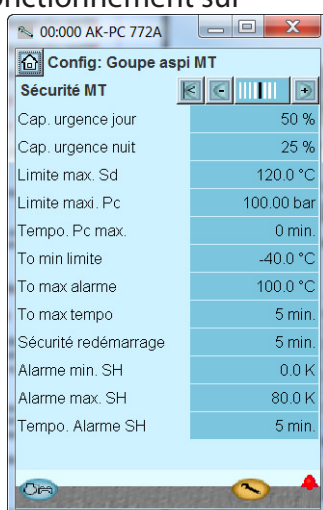 onctionnement sur
00:000 AK-PC 772A
Config: Goupe aspi MT
Sécurité MT
Cap. urgence jour 50 %
Cap. urgence nuit 25 %
Limite max. Sd 120.0 °C
Limite maxi. Pc 100.00 bar
Tempo. Pc max. 0 min.
To min limite -40.0 °C
To max alarme 100.0 °C
To max tempo 5 min.
Sécurité redémarrage 5 min.
Alarme min. SH 0.0 K
Alarme max. SH 80.0 K
Tempo. Alarme SH 5 min.